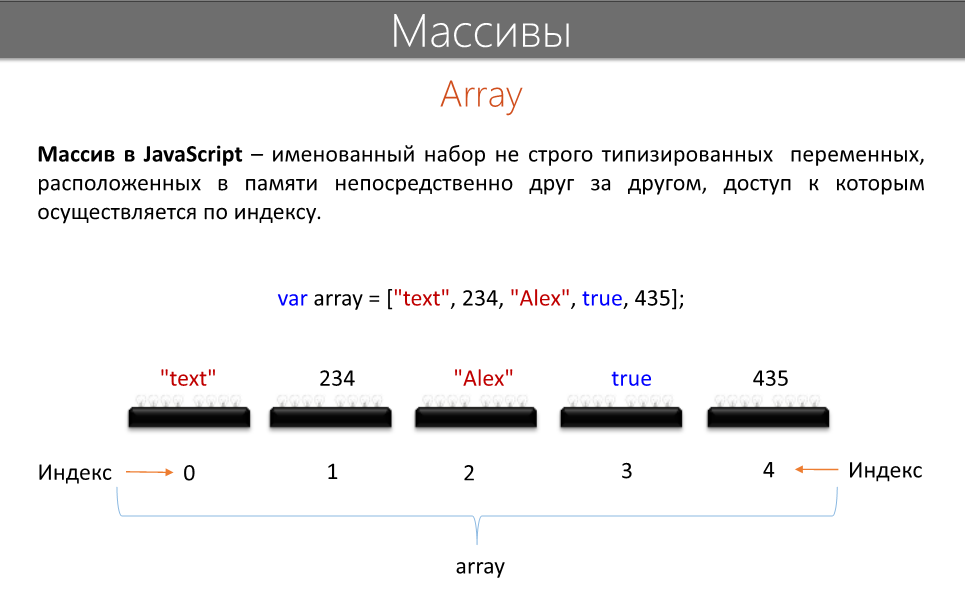 Массивы
Array
Массив в JavaScript – именованный набор не строго типизированных переменных,
расположенных в памяти непосредственно друг за другом, доступ к которым
осуществляется по индексу.
var array = ["text", 234, "Alex", true, 435];
"text" 234 "Alex" true 435
Индекс 0 1 2 3 4 Индекс
array